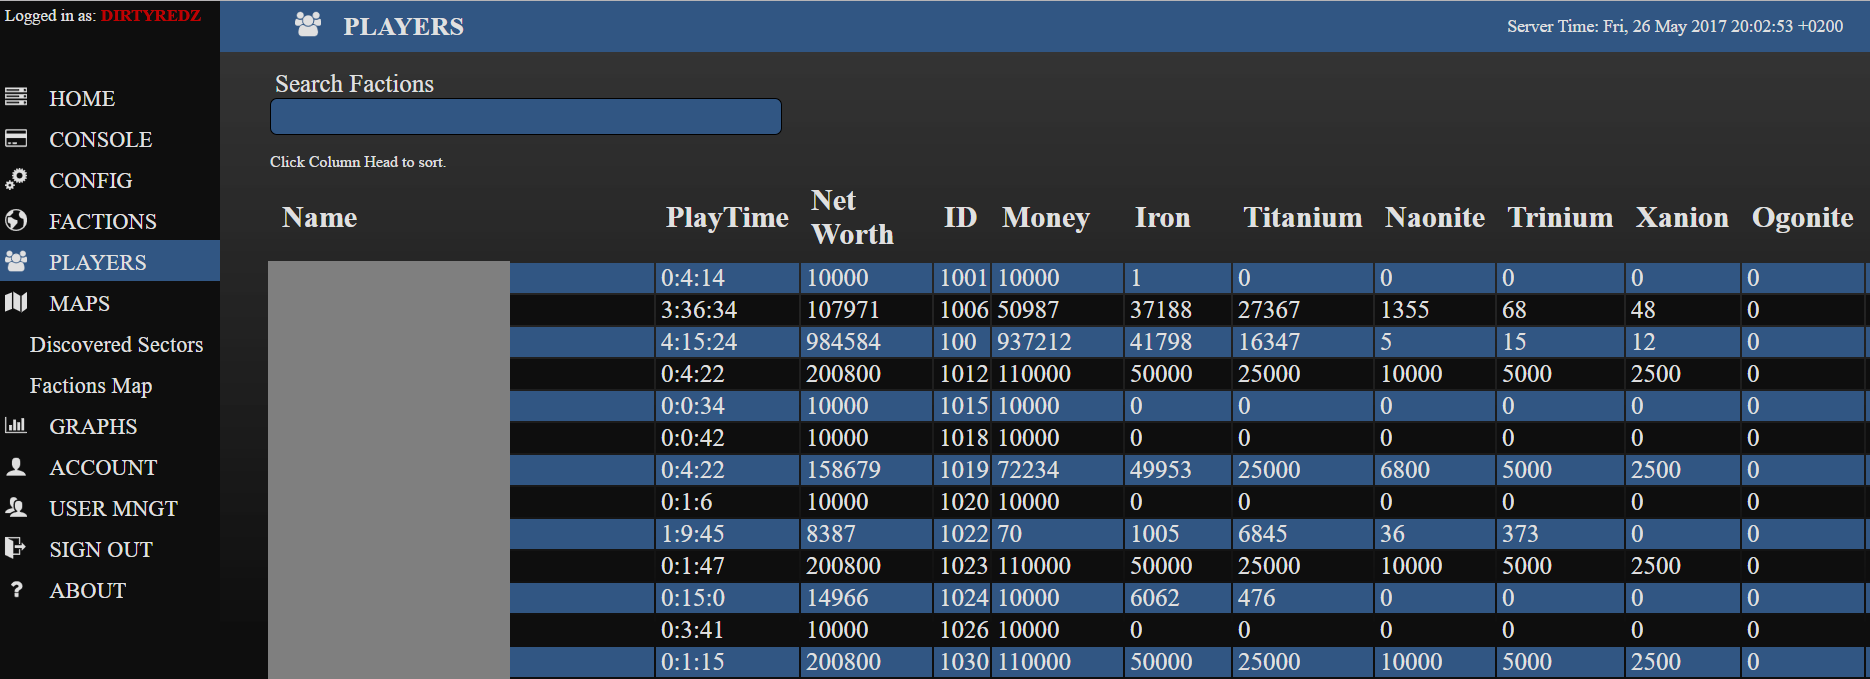 Logged in as: DIRTYREDZ
HOME
CONSOLE
CONFIG
FACTIONS
PLAYERS
MAPS
Discovered Sectors
Factions Map
GRAPHS
ACCOUNT
USER MNGT
SIGN OUT
? ABOUT
PLAYERS
Server Time: Fri, 26 May 2017 20:02:53 +0200
Search Factions
Click Column Head to sort.
Name PlayTime Net Worth ID Money Iron Titanium Naonite Trinium Xanion Ogonite
0:4:14 10000 1001 10000 1 0 0 0 0 0
3:36:34 107971 1006 50987 37188 27367 1355 68 48 0
4:15:24 984584 100 937212 41798 16347 5 15 12 0
0:4:22 200800 1012 110000 50000 25000 10000 5000 2500 0
0:0:34 10000 1015 10000 0 0 0 0 0 0
0:0:42 10000 1018 10000 0 0 0 0 0 0
0:4:22 158679 1019 72234 49953 25000 6800 5000 2500 0
0:1:6 10000 1020 10000 0 0 0 0 0 0
1:9:45 8387 1022 70 1005 6845 36 373 0 0
0:1:47 200800 1023 110000 50000 25000 10000 5000 2500 0
0:15:0 14966 1024 10000 6062 476 0 0 0 0
0:3:41 10000 1026 10000 0 0 0 0 0 0
0:1:15 200800 1030 110000 50000 25000 10000 5000 2500 0